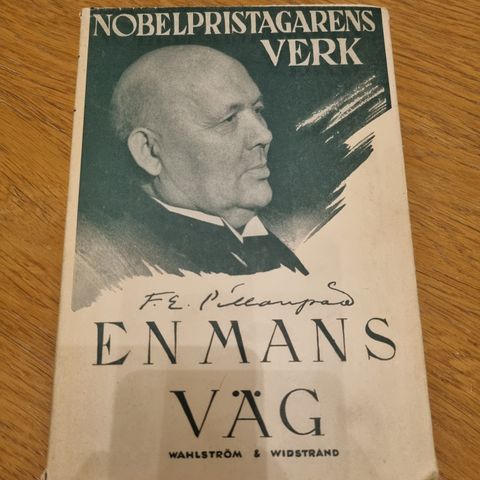 NOBELPRISTAGARENS
VERK
F. E. Sillanpää
EN MANS
VÄG
WAHLSTRÖM & WIDSTRAND